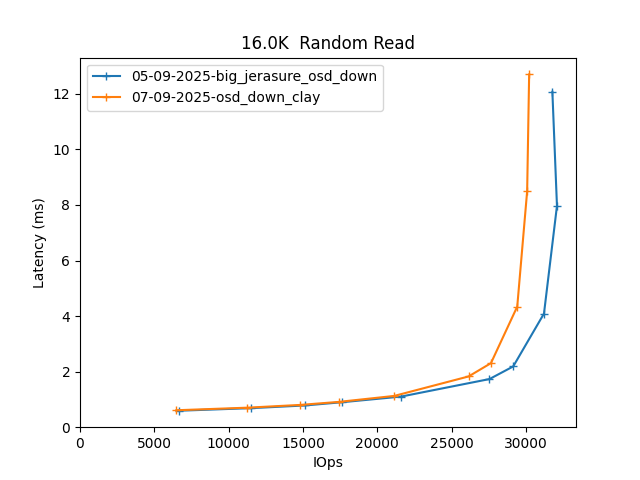 16.0K  Random Read
05-09-2025-big_jerasure_osd_down
07-09-2025-osd_down_clay
Latency (ms)
12
10
8
6
4
2
0
0 5000 10000 15000 20000 25000 30000
IOps